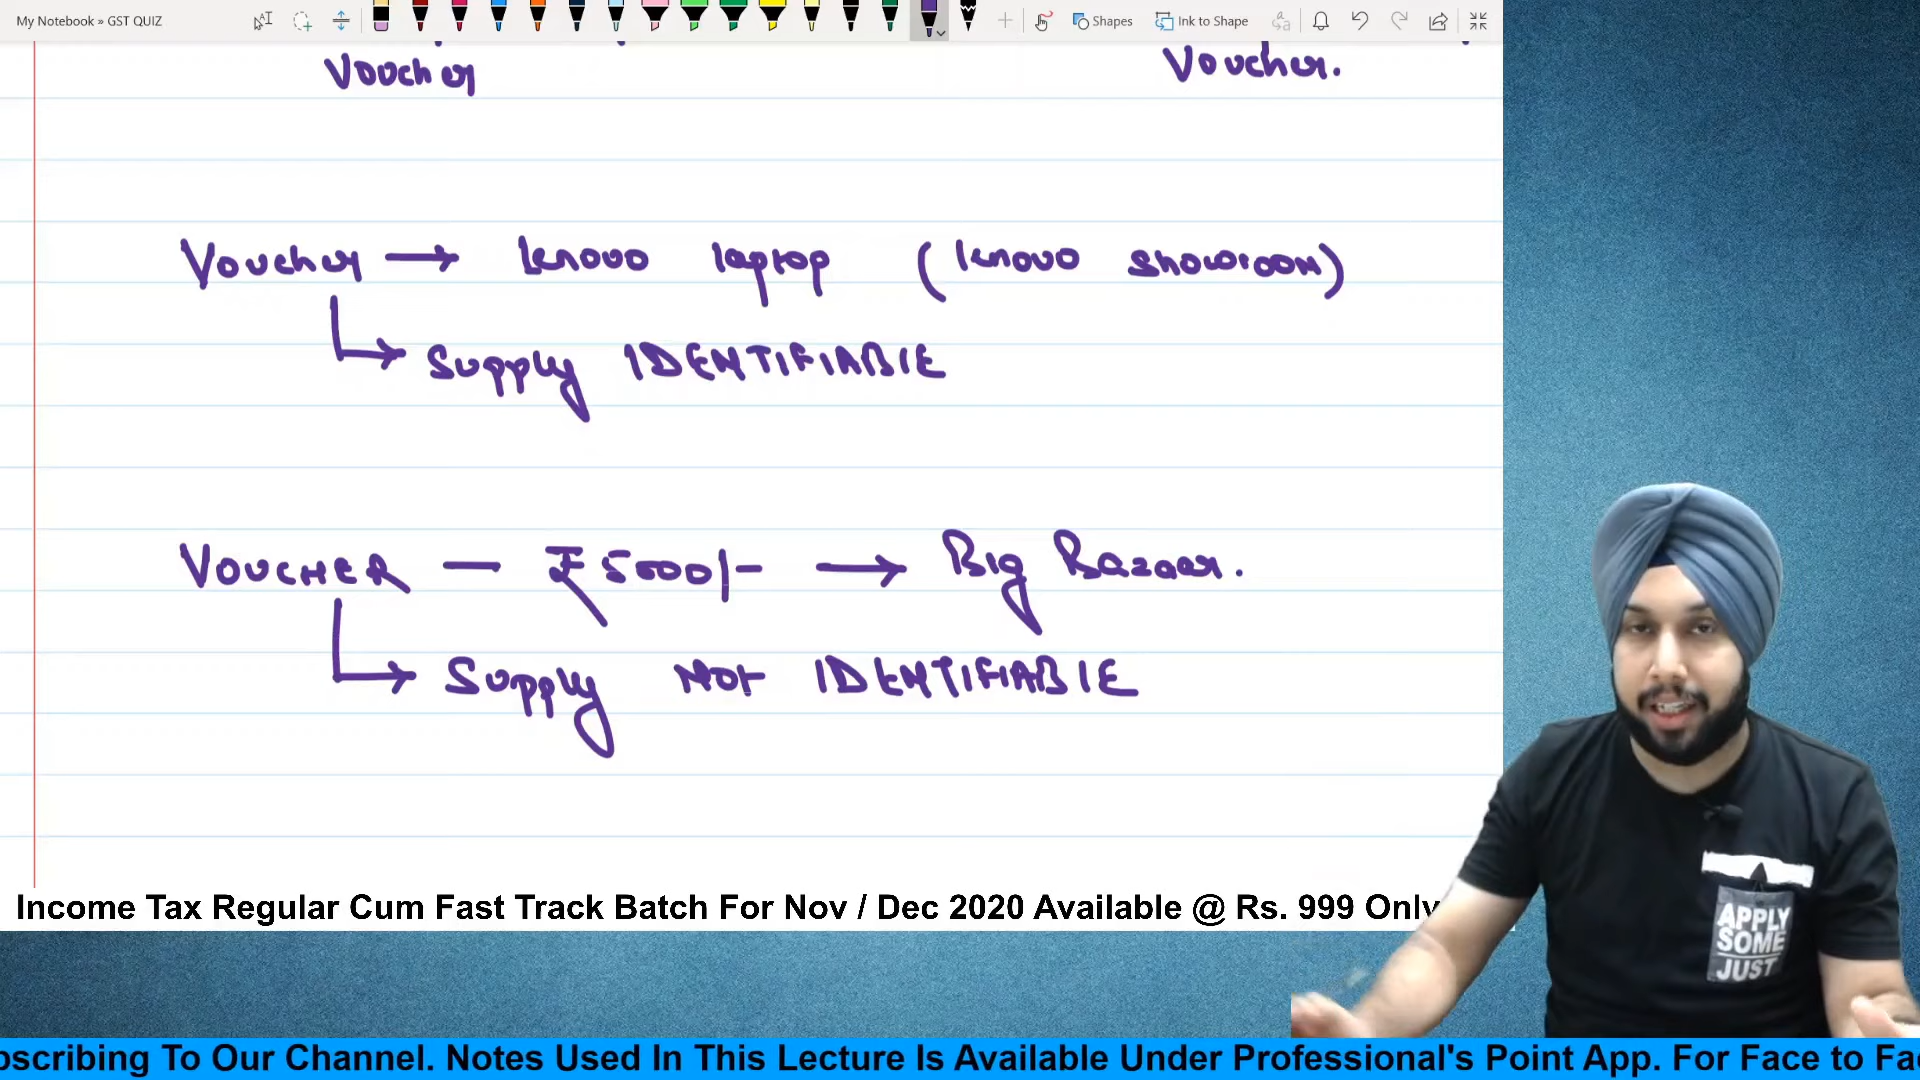 My Notebook » GST QUIZ
Shapes
Ink to Shape
Voucher
Voucher.
Voucher → Lenovo laptop (Lenovo showroom)
Supply IDENTIFIABLE
VOUCHER — ₹5000/- → Big Bazaar.
Supply Not IDENTIFIABLE
Income Tax Regular Cum Fast Track Batch For Nov / Dec 2020 Available @ Rs. 999 Only
APPLY
SOME
JUST
bscribing To Our Channel. Notes Used In This Lecture Is Available Under Professional's Point App. For Face to Fa